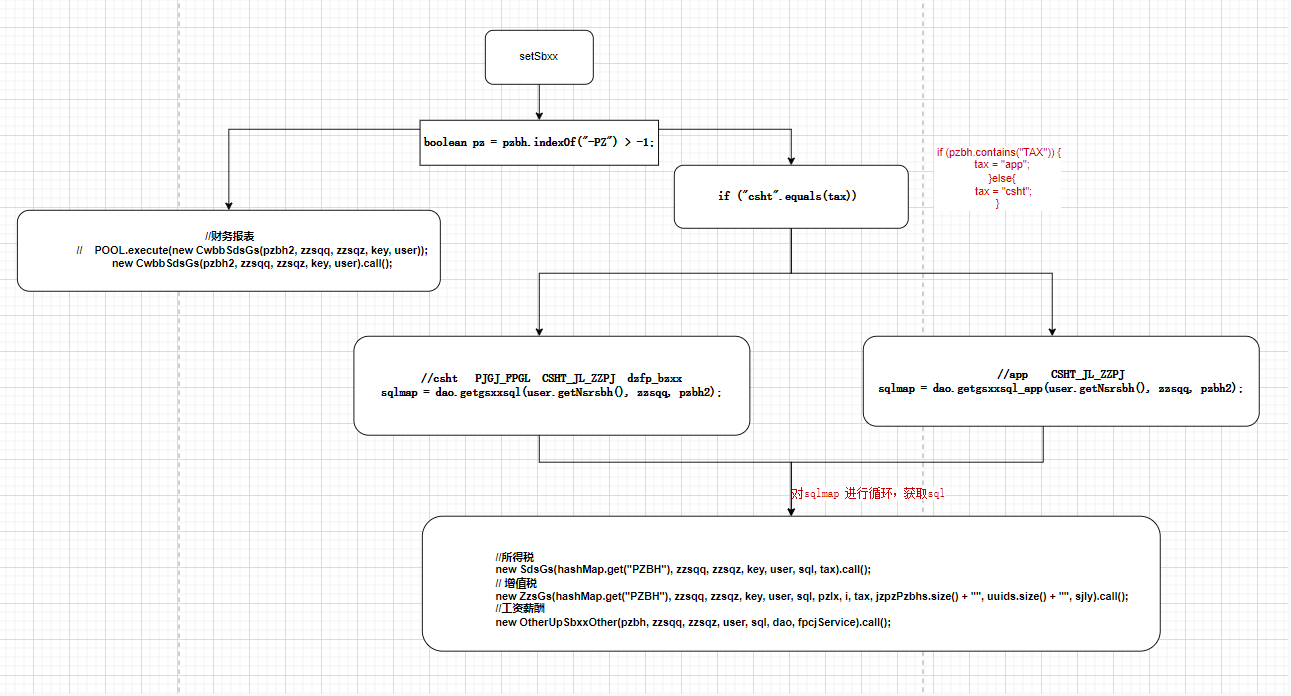 setSbxx
boolean pz = pzbh.indexOf("-PZ") > -1;
if (pzbh.contains("TAX")) {
tax = "app";
}else{
tax = "csht";
}
if ("csht".equals(tax))
//财务报表
// POOL.execute(new CwbbSdsGs(pzbh2, zzsqq, zzsqz, key, user));
new CwbbSdsGs(pzbh2, zzsqq, zzsqz, key, user).call();
//csht PJGJ_FPGL CSHT_JL_ZZPJ dzfp_bzxx
sqlmap = dao.getgsxxsql(user.getNsrsbh(), zzsqq, pzbh2);
//app CSHT_JL_ZZPJ
sqlmap = dao.getgsxxsql_app(user.getNsrsbh(), zzsqq, pzbh2);
对sqlmap 进行循环，获取sql
//所得税
new SdsGs(hashMap.get("PZBH"), zzsqq, zzsqz, key, user, sql, tax).call();
// 增值税
new ZzsGs(hashMap.get("PZBH"), zzsqq, zzsqz, key, user, sql, pzlx, i, tax, jzpzPzbhs.size() + "", uuids.size() + "", sjly).call();
//工资薪酬
new OtherUpSbxxOther(pzbh, zzsqq, zzsqz, user, sql, dao, fpcjService).call();